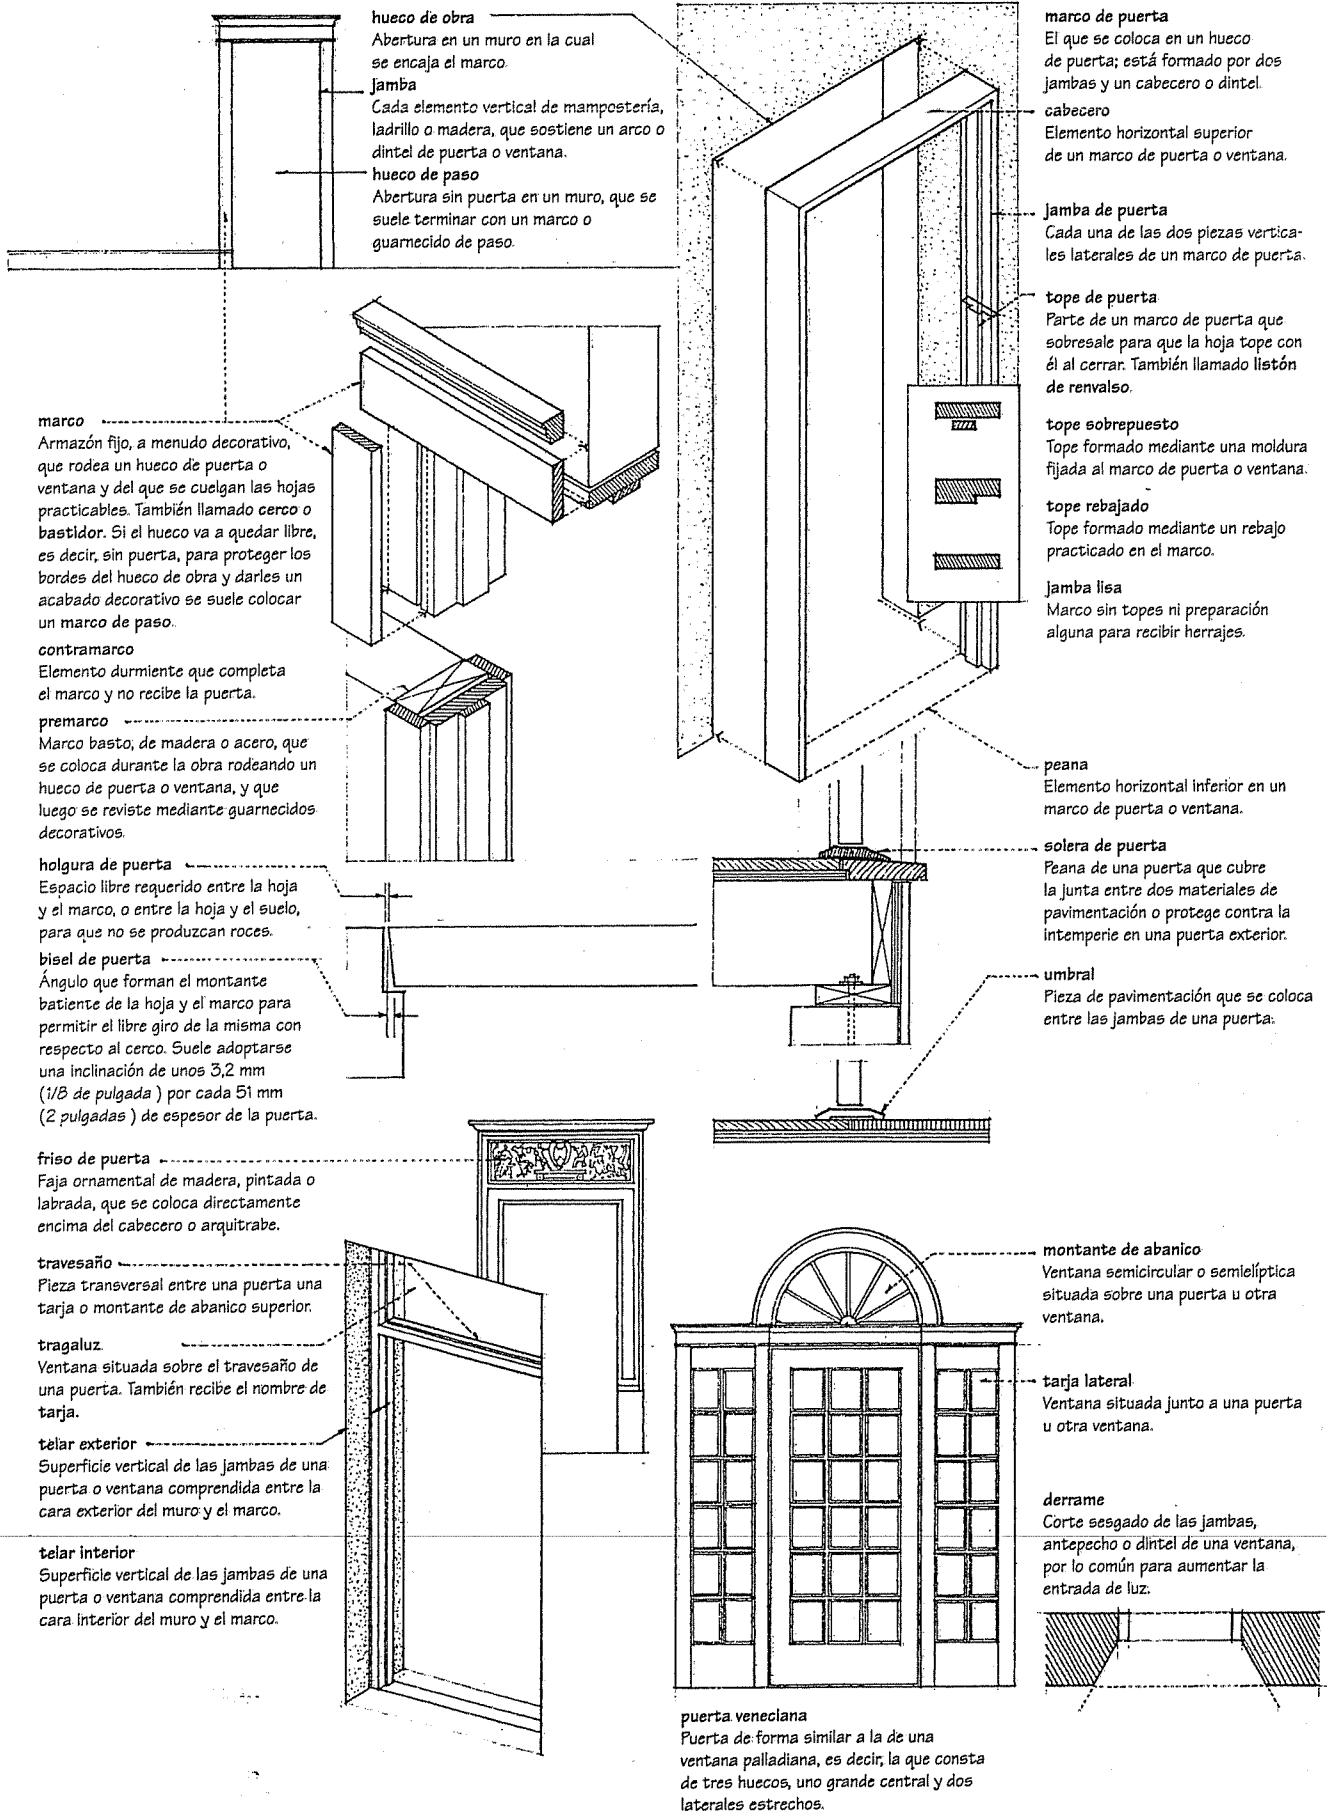 hueco de obra
Abertura en un muro en la cual
se encaja el marco.
jamba
Cada elemento vertical de mampostería,
ladrillo o madera, que sostiene un arco o
dintel de puerta o ventana.
hueco de paso
Abertura sin puerta en un muro, que se
suele terminar con un marco o
guarnecido de paso.
marco
Armazón fijo, a menudo decorativo,
que rodea un hueco de puerta o
ventana y del que se cuelgan las hojas
practicables. También llamado cerco o
bastidor. Si el hueco va a quedar libre,
es decir, sin puerta, para proteger los
bordes del hueco de obra y darles un
acabado decorativo se suele colocar
un marco de paso.
contramarco
Elemento durmiente que completa
el marco y no recibe la puerta.
premarco
Marco basto, de madera o acero, que
se coloca durante la obra rodeando un
hueco de puerta o ventana, y que
luego se reviste mediante guarnecidos
decorativos.
holgura de puerta
Espacio libre requerido entre la hoja
y el marco, o entre la hoja y el suelo,
para que no se produzcan roces.
bisel de puerta
Ángulo que forman el montante
batiente de la hoja y el marco para
permitir el libre giro de la misma con
respecto al cerco. Suele adoptarse
una inclinación de unos 3,2 mm
(1/8 de pulgada ) por cada 51 mm
(2 pulgadas ) de espesor de la puerta.
friso de puerta
Faja ornamental de madera, pintada o
labrada, que se coloca directamente
encima del cabecero o arquitrabe.
travesaño
Pieza transversal entre una puerta una
tarja o montante de abanico superior.
tragaluz
Ventana situada sobre el travesaño de
una puerta. También recibe el nombre de
tarja.
telar exterior
Superficie vertical de las jambas de una
puerta o ventana comprendida entre la
cara exterior del muro y el marco.
telar interior
Superficie vertical de las jambas de una
puerta o ventana comprendida entre la
cara interior del muro y el marco.
marco de puerta
El que se coloca en un hueco
de puerta; está formado por dos
jambas y un cabecero o dintel.
cabecero
Elemento horizontal superior
de un marco de puerta o ventana.
jamba de puerta
Cada una de las dos piezas vertica-
les laterales de un marco de puerta.
tope de puerta
Parte de un marco de puerta que
sobresale para que la hoja tope con
él al cerrar. También llamado listón
de renvalso.
tope sobrepuesto
Tope formado mediante una moldura
fijada al marco de puerta o ventana.
tope rebajado
Tope formado mediante un rebajo
practicado en el marco.
jamba lisa
Marco sin topes ni preparación
alguna para recibir herrajes.
peana
Elemento horizontal inferior en un
marco de puerta o ventana.
solera de puerta
Peana de una puerta que cubre
la junta entre dos materiales de
pavimentación o protege contra la
intemperie en una puerta exterior.
umbral
Pieza de pavimentación que se coloca
entre las jambas de una puerta.
montante de abanico
Ventana semicircular o semielíptica
situada sobre una puerta u otra
ventana.
tarja lateral
Ventana situada junto a una puerta
u otra ventana.
derrame
Corte sesgado de las jambas,
antepecho o dintel de una ventana,
por lo común para aumentar la
entrada de luz.
puerta veneciana
Puerta de forma similar a la de una
ventana palladiana, es decir, la que consta
de tres huecos, uno grande central y dos
laterales estrechos.